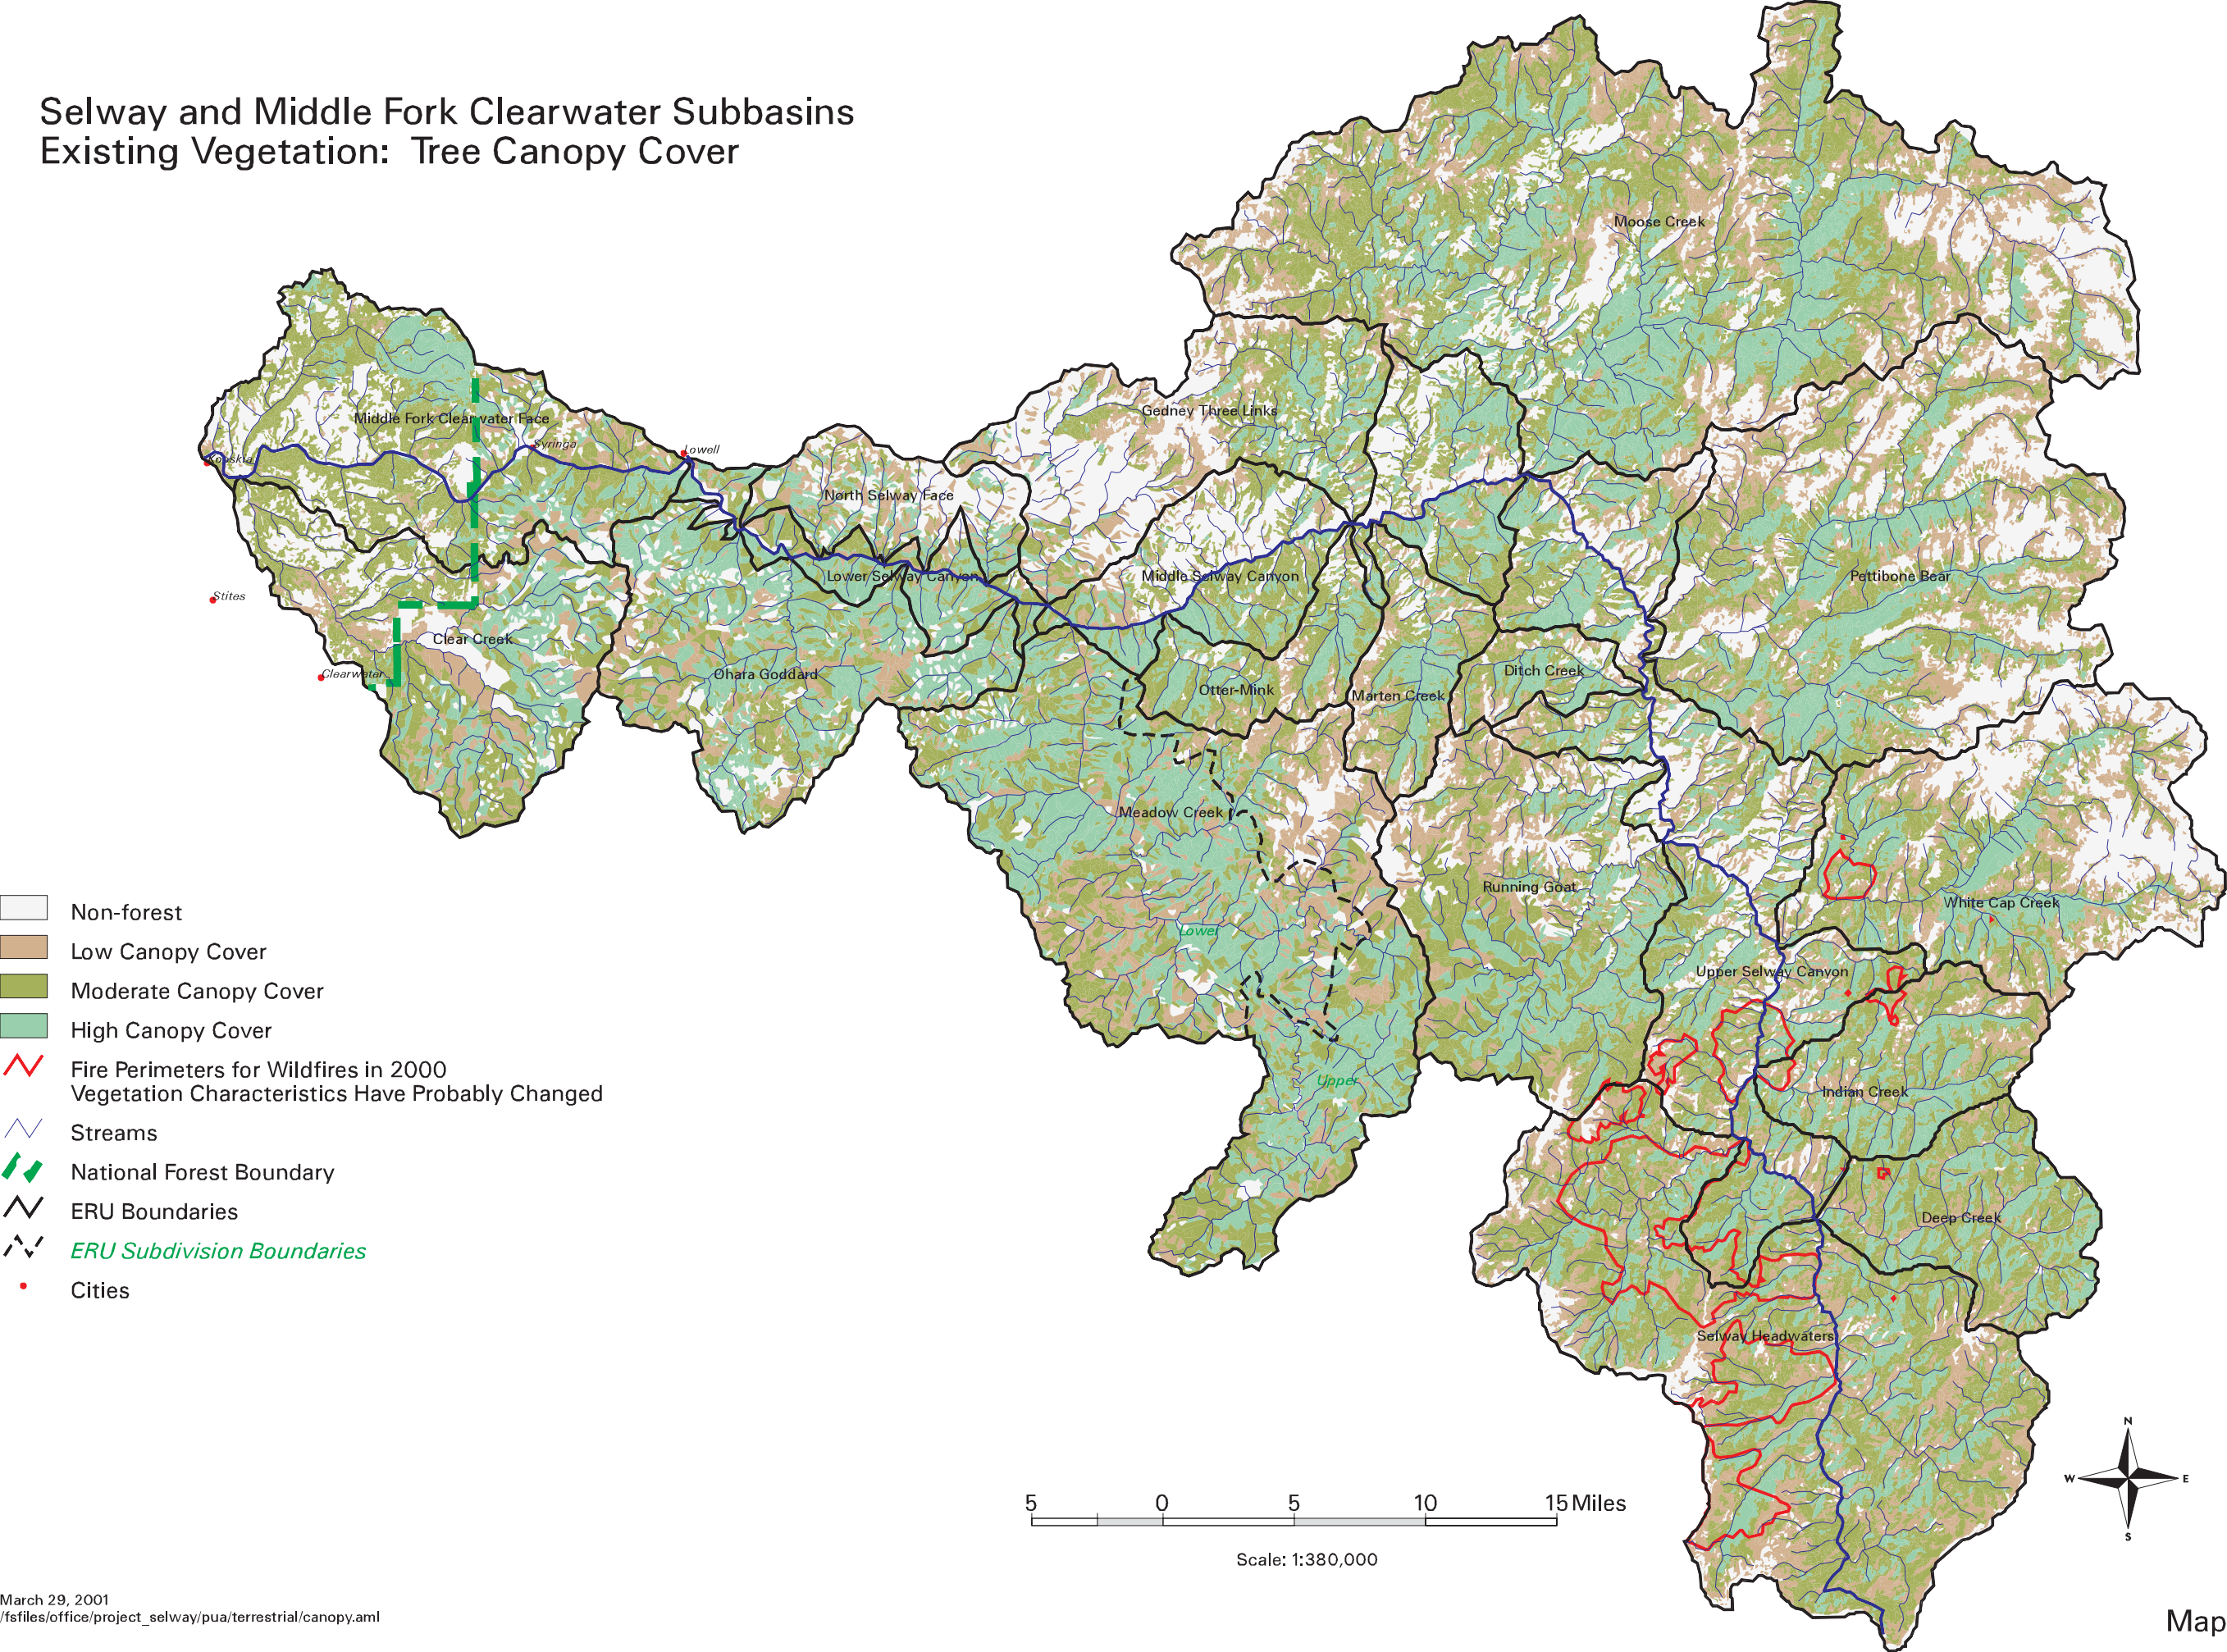 Selway and Middle Fork Clearwater Subbasins
Existing Vegetation: Tree Canopy Cover
Moose Creek
Gedney Three Links
Middle Fork Clearwater Face
Syringa
Lowell
Kooskia
North Selway Face
Lower Selway Canyon
Middle Selway Canyon
Pettibone Bear
Stites
Clear Creek
Clearwater
Ohara Goddard
Otter-Mink
Marten Creek
Ditch Creek
Meadow Creek
Running Goat
White Cap Creek
Lower
Upper Selway Canyon
Upper
Indian Creek
Deep Creek
Selway Headwaters
Non-forest
Low Canopy Cover
Moderate Canopy Cover
High Canopy Cover
Fire Perimeters for Wildfires in 2000
Vegetation Characteristics Have Probably Changed
Streams
National Forest Boundary
ERU Boundaries
ERU Subdivision Boundaries
Cities
N
W E
S
5 0 5 10 15 Miles
Scale: 1:380,000
March 29, 2001
/fsfiles/office/project_selway/pua/terrestrial/canopy.aml
Map